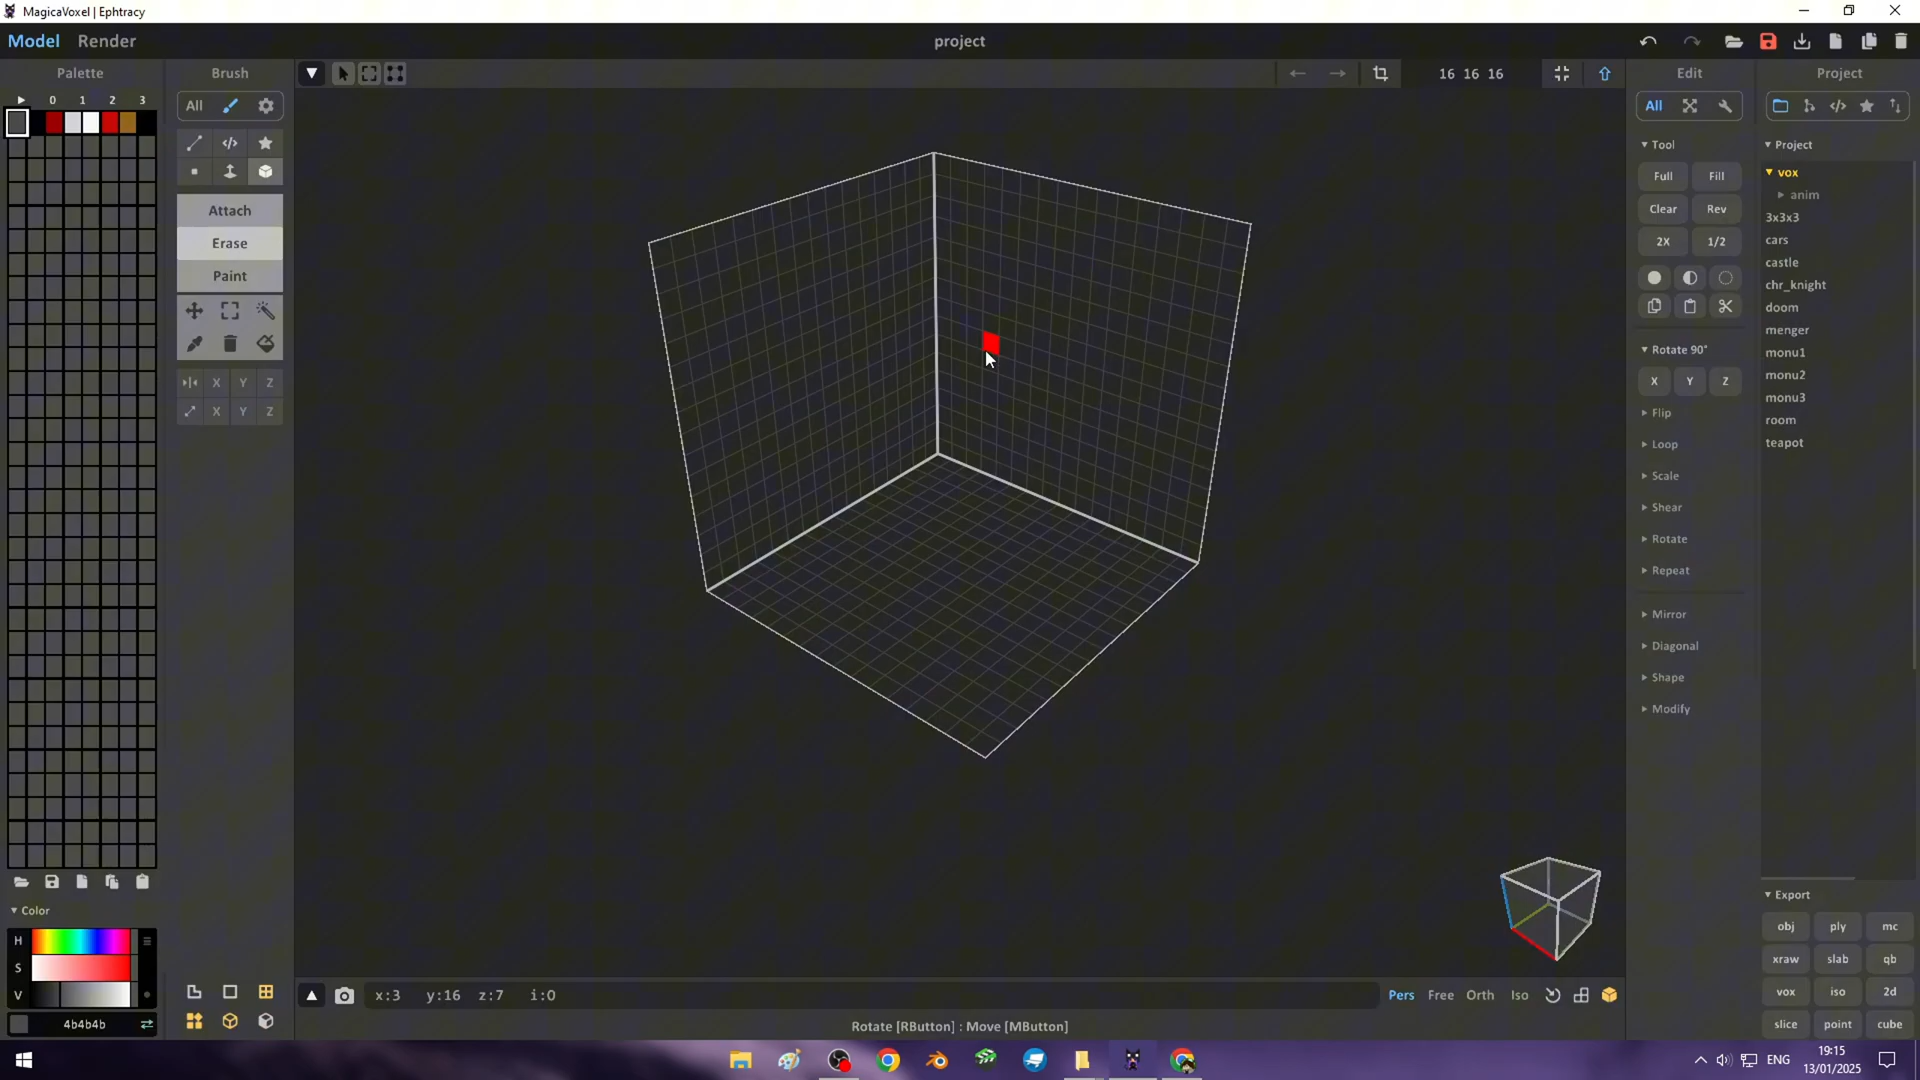 MagicaVoxel | Ephtracy
Model Render
project
Palette
Brush
16 16 16
Edit
Project
0 1 2 3
All
All
Tool
Project
Full Fill
vox
anim
Clear Rev
3x3x3
Attach
2X 1/2
cars
Erase
castle
Paint
chr_knight
doom
menger
Rotate 90°
monu1
X Y Z
X Y Z
monu2
X Y Z
monu3
Flip
room
Loop
teapot
Scale
Shear
Rotate
Repeat
Mirror
Diagonal
Shape
Modify
Export
Color
obj ply mc
H
xraw slab qb
S
vox iso 2d
V
x:3 y:16 z:7 i:0
Pers Free Orth Iso
slice point cube
4b4b4b
Rotate [RButton] : Move [MButton]
ENG
19:15
13/01/2025